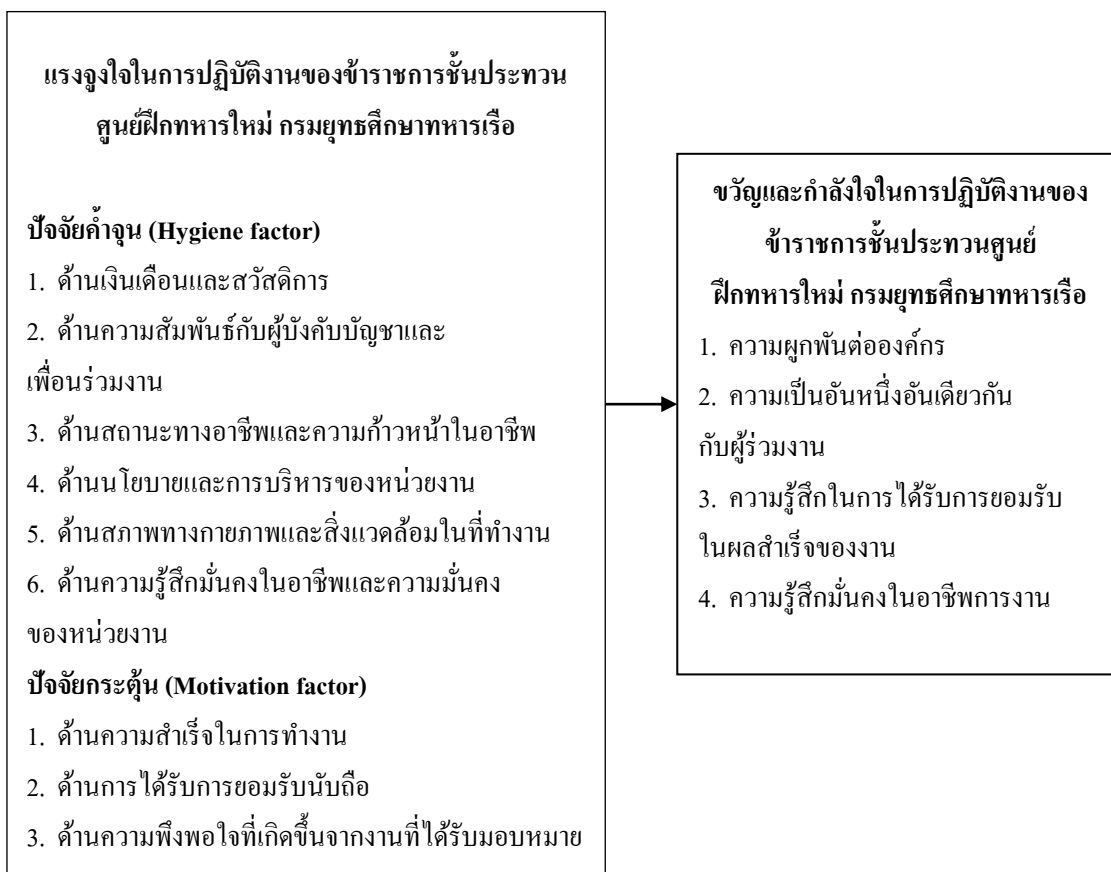 แรงจูงใจในการปฏิบัติงานของข้าราชการชั้นประทวน
ศูนย์ฝึกทหารใหม่ กรมยุทธศึกษาทหารเรือ
ปัจจัยค้ำจุน (Hygiene factor)
1. ด้านเงินเดือนและสวัสดิการ
2. ด้านความสัมพันธ์กับผู้บังคับบัญชาและ
เพื่อนร่วมงาน
3. ด้านสถานะทางอาชีพและความก้าวหน้าในอาชีพ
4. ด้านนโยบายและการบริหารของหน่วยงาน
5. ด้านสภาพทางกายภาพและสิ่งแวดล้อมในที่ทำงาน
6. ด้านความรู้สึกมั่นคงในอาชีพและความมั่นคง
ของหน่วยงาน
ปัจจัยกระตุ้น (Motivation factor)
1. ด้านความสำเร็จในการทำงาน
2. ด้านการได้รับการยอมรับนับถือ
3. ด้านความพึงพอใจที่เกิดขึ้นจากงานที่ได้รับมอบหมาย
ขวัญและกำลังใจในการปฏิบัติงานของ
ข้าราชการชั้นประทวนศูนย์
ฝึกทหารใหม่ กรมยุทธศึกษาทหารเรือ
1. ความผูกพันต่อองค์กร
2. ความเป็นอันหนึ่งอันเดียวกัน
กับผู้ร่วมงาน
3. ความรู้สึกในการได้รับการยอมรับ
ในผลสำเร็จของงาน
4. ความรู้สึกมั่นคงในอาชีพการงาน